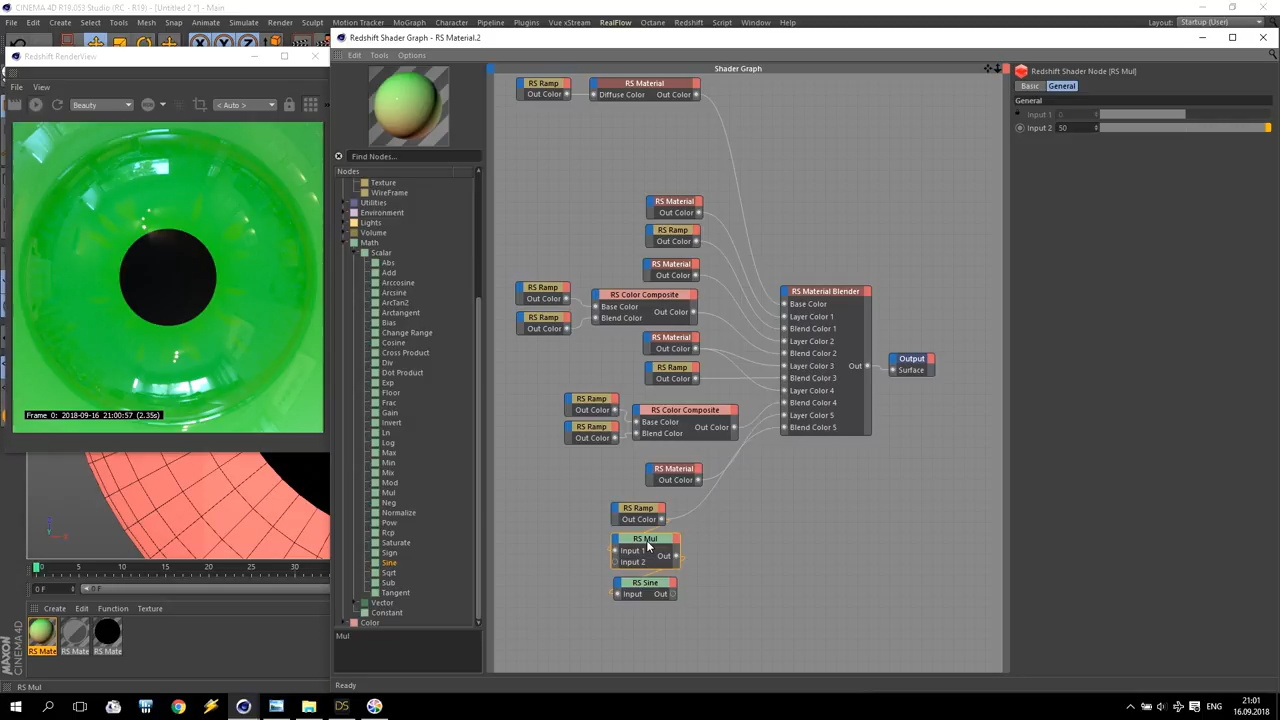 CINEMA 4D R19.053 Studio (RC - R19) - [Untitled 2 *] - Main
File Edit Create Select Tools Mesh Snap Animate Simulate Render Sculpt Motion Tracker MoGraph Character Pipeline Plugins Vue xStream RealFlow Octane Redshift Script Window Help
Layout: Startup (User)
X Y Z
Redshift RenderView
File View
Beauty
< Auto >
Frame 0: 2018-09-16 21:00:57 (2.35s)
Redshift Shader Graph - RS Material.2
Edit Tools Options
Find Nodes...
Nodes
Texture
WireFrame
Utilities
Environment
Lights
Volume
Math
Scalar
Abs
Add
Arccosine
Arcsine
ArcTan2
Arctangent
Bias
Change Range
Cosine
Cross Product
Div
Dot Product
Exp
Floor
Frac
Gain
Invert
Ln
Log
Max
Min
Mix
Mod
Mul
Neg
Normalize
Pow
Rcp
Saturate
Sign
Sine
Sqrt
Sub
Tangent
Vector
Constant
Color
Mul
Ready
Shader Graph
RS Ramp
Out Color
RS Material
Diffuse Color Out Color
RS Material
Out Color
RS Ramp
Out Color
RS Material
Out Color
RS Ramp
Out Color
RS Ramp
Out Color
RS Color Composite
Base Color
Blend Color
Out Color
RS Material
Out Color
RS Ramp
Out Color
RS Ramp
Out Color
RS Ramp
Out Color
RS Color Composite
Base Color
Blend Color
Out Color
RS Material
Out Color
RS Ramp
Out Color
RS Mul
Input 1
Input 2
Out
RS Sine
Input Out
RS Material Blender
Base Color
Layer Color 1
Blend Color 1
Layer Color 2
Blend Color 2
Layer Color 3
Blend Color 3
Layer Color 4
Blend Color 4
Layer Color 5
Blend Color 5
Out
Output
Surface
Redshift Shader Node [RS Mul]
Basic General
General
Input 1 0.
Input 2 50
0 5 10 15 20 25 30
0 F 0 F
Create Edit Function Texture
RS Mate RS Mate RS Mate
MAXON CINEMA 4D
RS Mul
DS
ENG
21:01
16.09.2018